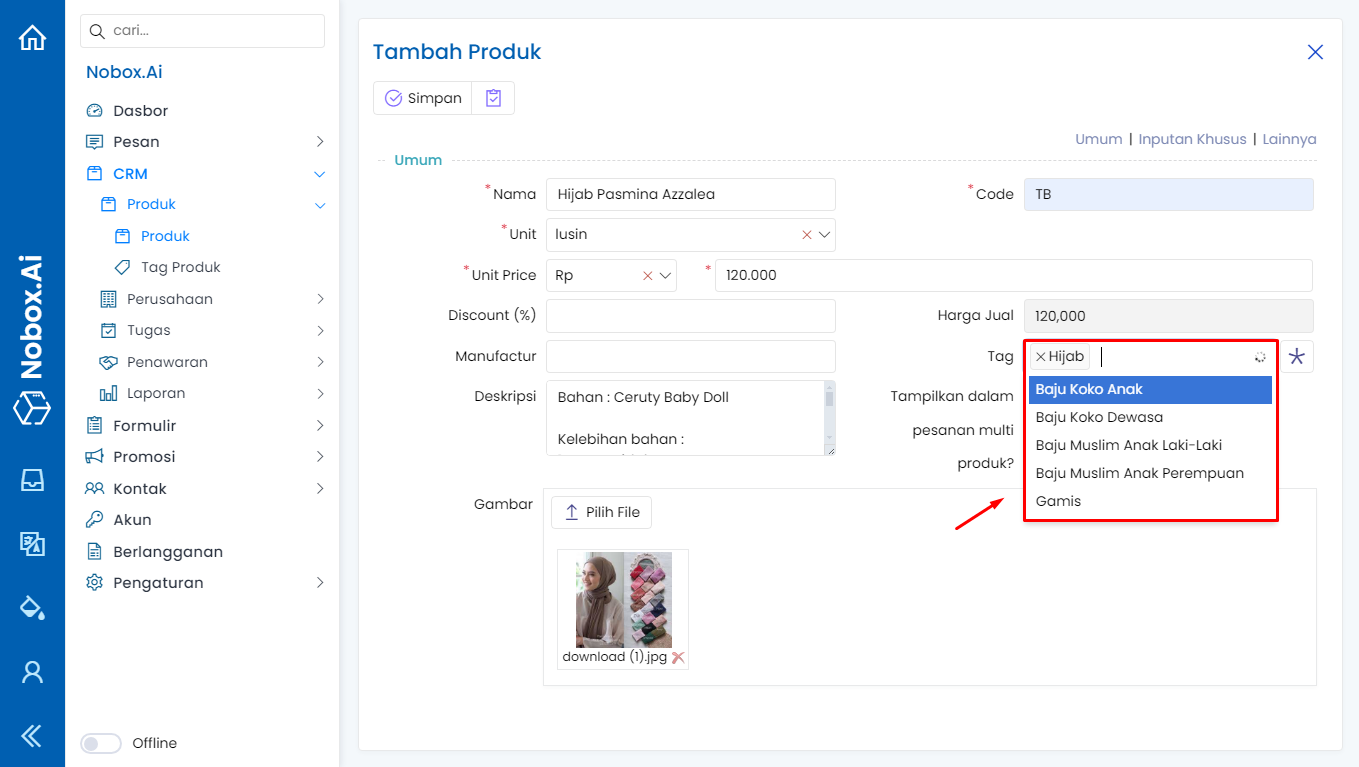 cari...
Nobox.Ai
Nobox.Ai
Dasbor
Pesan
CRM
Produk
Produk
Tag Produk
Perusahaan
Tugas
Penawaran
Laporan
Formulir
Promosi
Kontak
Akun
Berlangganan
Pengaturan
Offline
Tambah Produk
Simpan
Umum | Inputan Khusus | Lainnya
Umum
*Nama Hijab Pasmina Azzalea *Code TB
*Unit lusin
*Unit Price Rp * 120.000
Discount (%) Harga Jual 120,000
Manufactur Tag Hijab
Deskripsi Bahan : Ceruty Baby Doll
Kelebihan bahan :
Tampilkan dalam
pesanan multi
produk?
Baju Koko Anak
Baju Koko Dewasa
Baju Muslim Anak Laki-Laki
Baju Muslim Anak Perempuan
Gamis
Gambar Pilih File
download (1).jpg